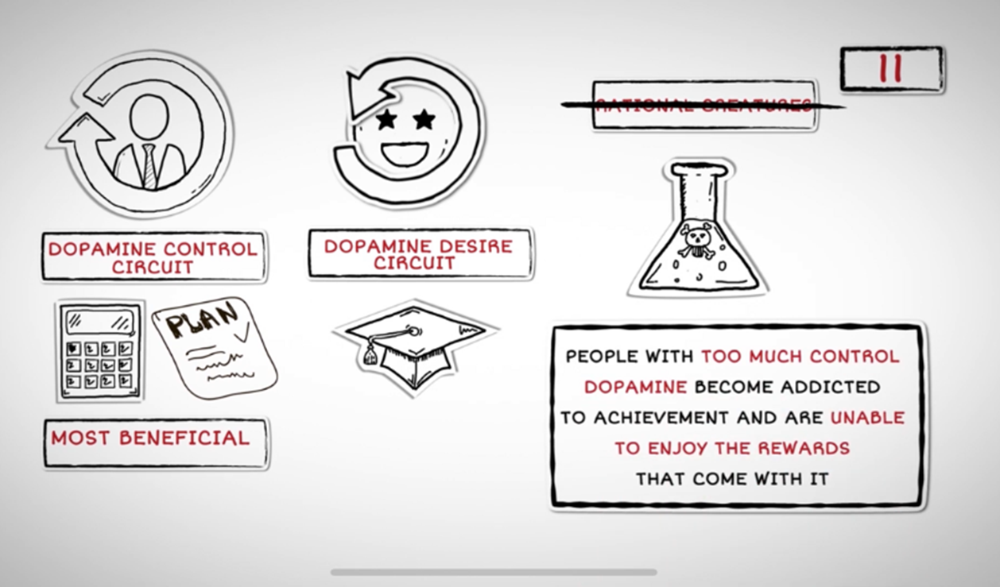 11
RATIONAL CREATURES
DOPAMINE CONTROL
CIRCUIT
DOPAMINE DESIRE
CIRCUIT
PLAN
MOST BENEFICIAL
PEOPLE WITH TOO MUCH CONTROL
DOPAMINE BECOME ADDICTED
TO ACHIEVEMENT AND ARE UNABLE
TO ENJOY THE REWARDS
THAT COME WITH IT